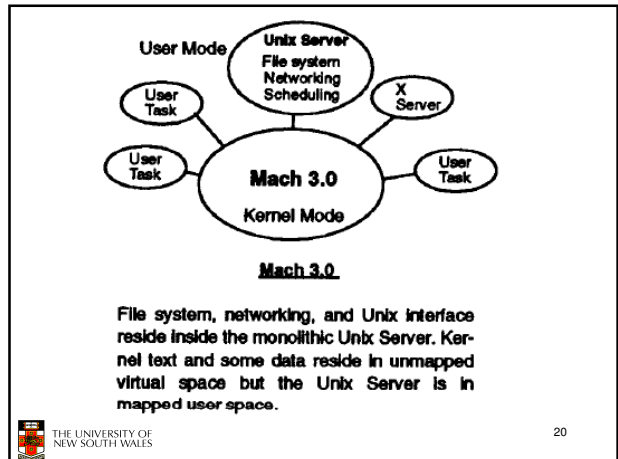 User Mode
Unix Server
File system
Networking
Scheduling
User
Task
X
Server
User
Task
Mach 3.0
Kernel Mode
User
Task
Mach 3.0
File system, networking, and Unix interface
reside inside the monolithic Unix Server. Ker-
nel text and some data reside in unmapped
virtual space but the Unix Server is in
mapped user space.
THE UNIVERSITY OF
NEW SOUTH WALES
20